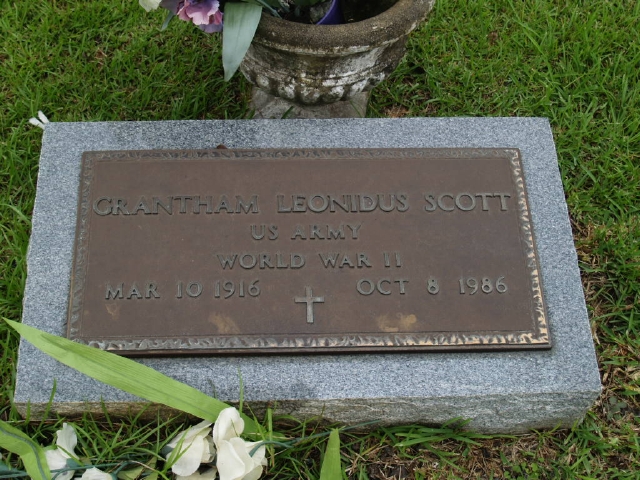 GRANTHAM LEONIDUS SCOTT
US ARMY
WORLD WAR II
MAR 10 1916 OCT 8 1986